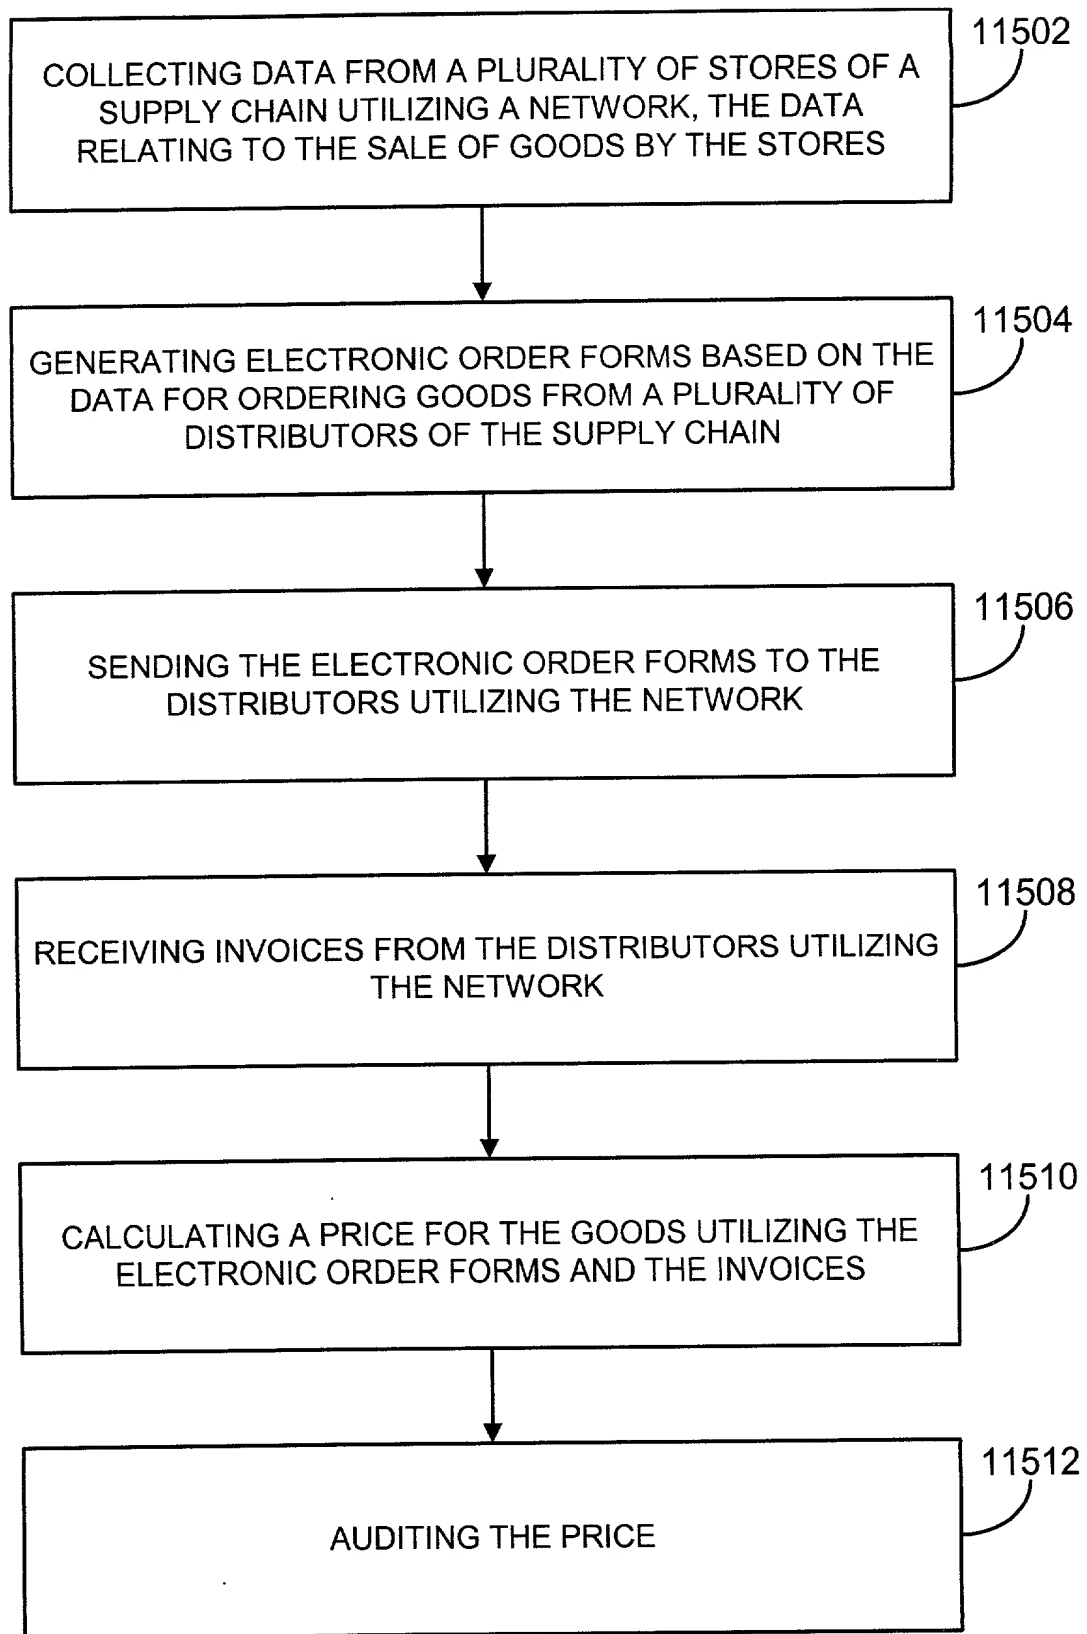 11502
COLLECTING DATA FROM A PLURALITY OF STORES OF A
SUPPLY CHAIN UTILIZING A NETWORK, THE DATA
RELATING TO THE SALE OF GOODS BY THE STORES
11504
GENERATING ELECTRONIC ORDER FORMS BASED ON THE
DATA FOR ORDERING GOODS FROM A PLURALITY OF
DISTRIBUTORS OF THE SUPPLY CHAIN
11506
SENDING THE ELECTRONIC ORDER FORMS TO THE
DISTRIBUTORS UTILIZING THE NETWORK
11508
RECEIVING INVOICES FROM THE DISTRIBUTORS UTILIZING
THE NETWORK
11510
CALCULATING A PRICE FOR THE GOODS UTILIZING THE
ELECTRONIC ORDER FORMS AND THE INVOICES
11512
AUDITING THE PRICE